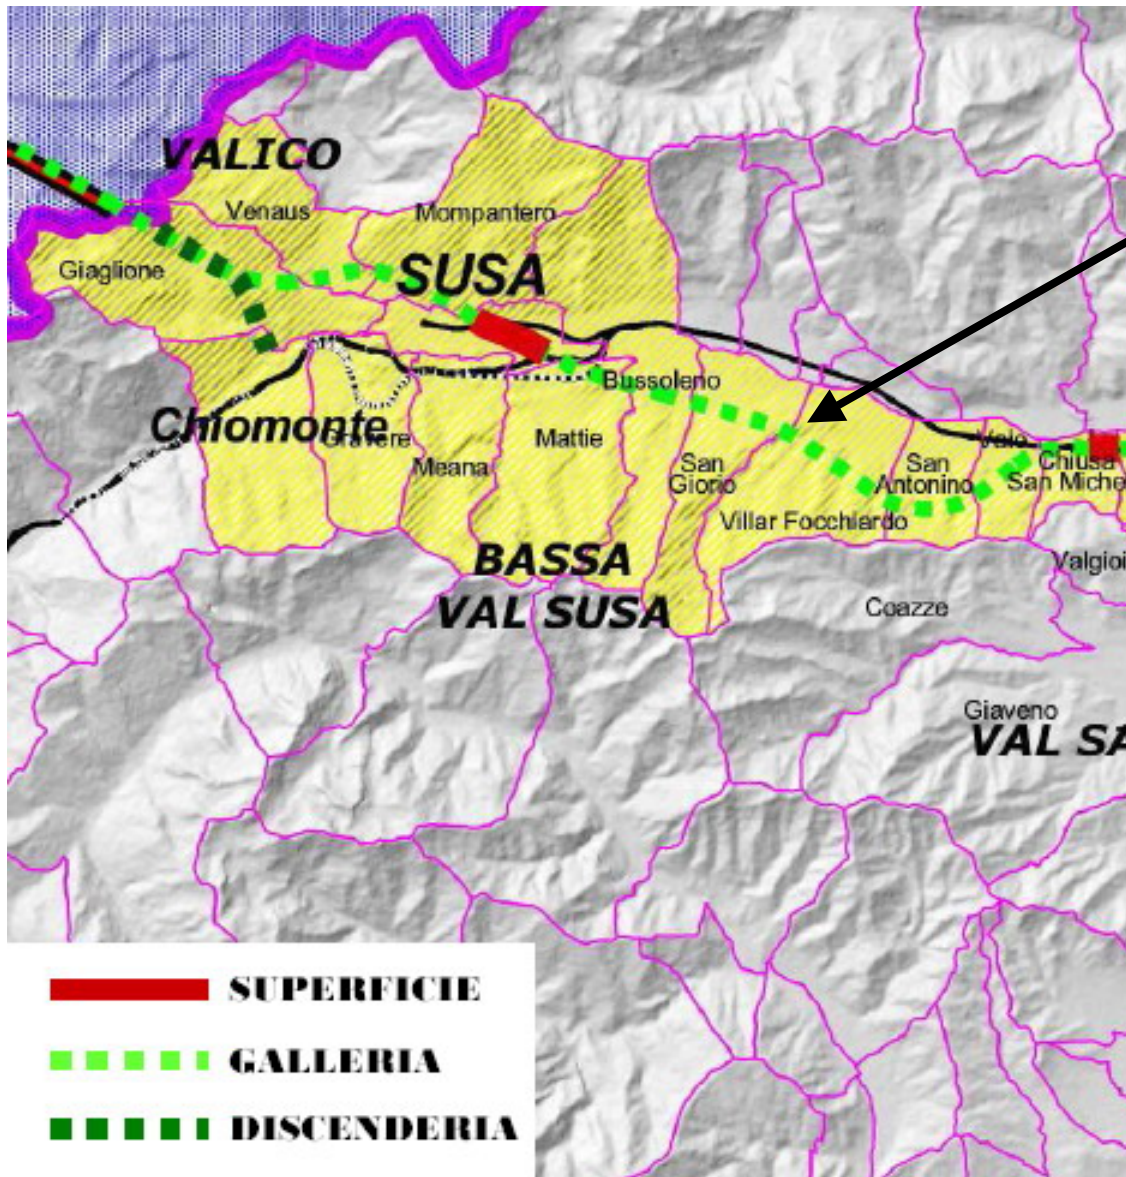 VALICO
Venaus
Mompantero
Giaglione
SUSA
Bussoleno
Chiomonte
Gravere
Mattie
Meana
San
Giorio
San
Antonino
Vaie
Chiusa
San Miche
Villar Focchiardo
BASSA
VAL SUSA
Valgioi
Coazze
Giaveno
VAL SA
SUPERFICIE
GALLERIA
DISCENDERIA